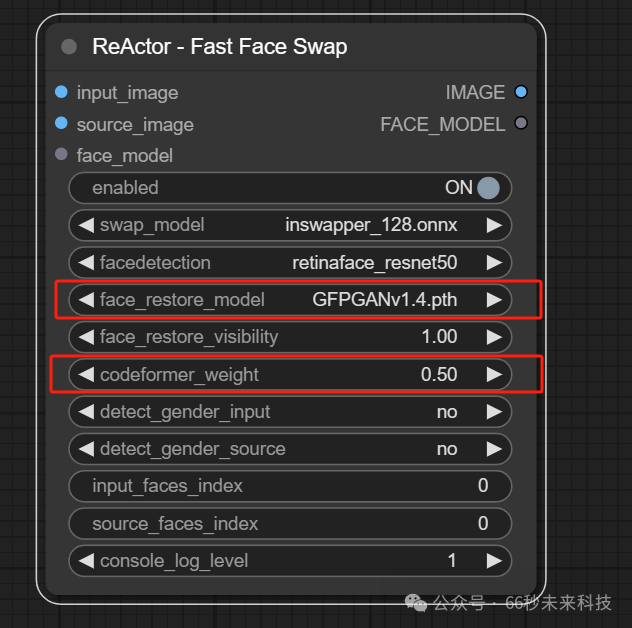 ReActor - Fast Face Swap
input_image IMAGE
source_image FACE_MODEL
face_model
enabled ON
swap_model inswapper_128.onnx
facedetection retinaface_resnet50
face_restore_model GFPGANv1.4.pth
face_restore_visibility 1.00
codeformer_weight 0.50
detect_gender_input no
detect_gender_source no
input_faces_index 0
source_faces_index 0
console_log_level 1
公众号 · 66秒未来科技